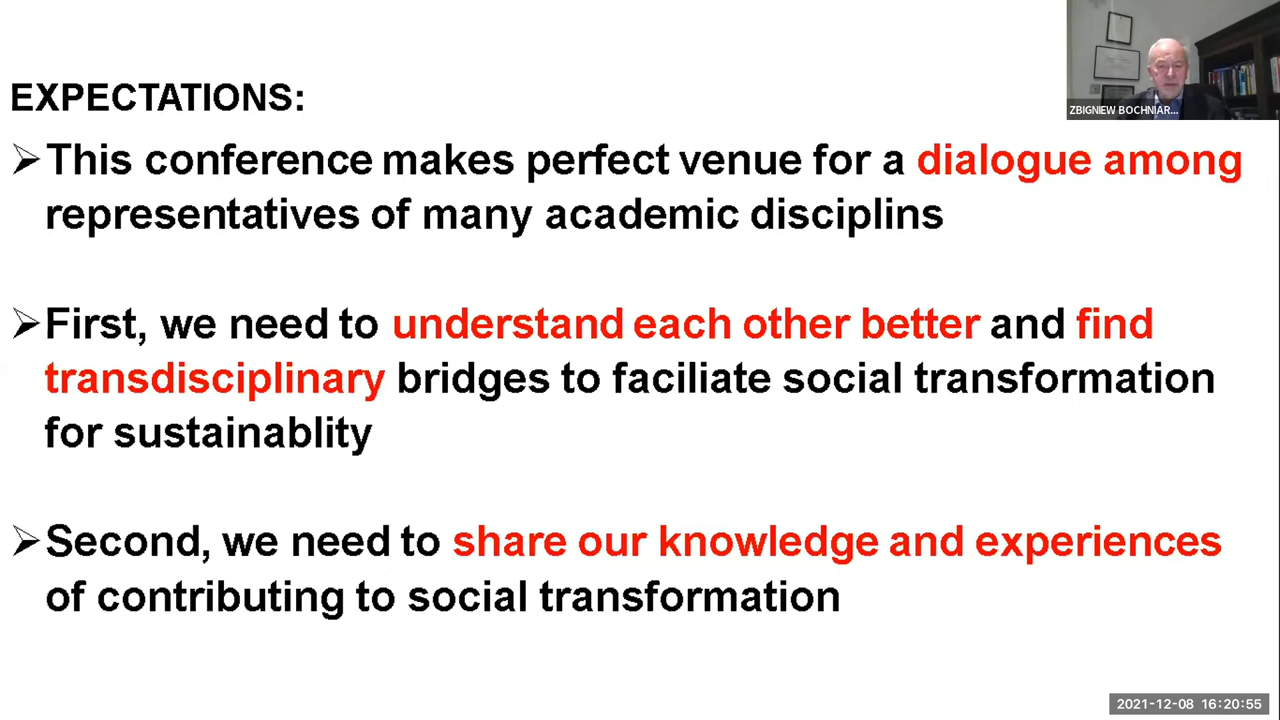 ZBIGNIEW BOCHNIAR...
EXPECTATIONS:
➢This conference makes perfect venue for a dialogue among
representatives of many academic disciplins
➢First, we need to understand each other better and find
transdisciplinary bridges to faciliate social transformation
for sustainablity
➢Second, we need to share our knowledge and experiences
of contributing to social transformation
2021-12-08 16:20:55